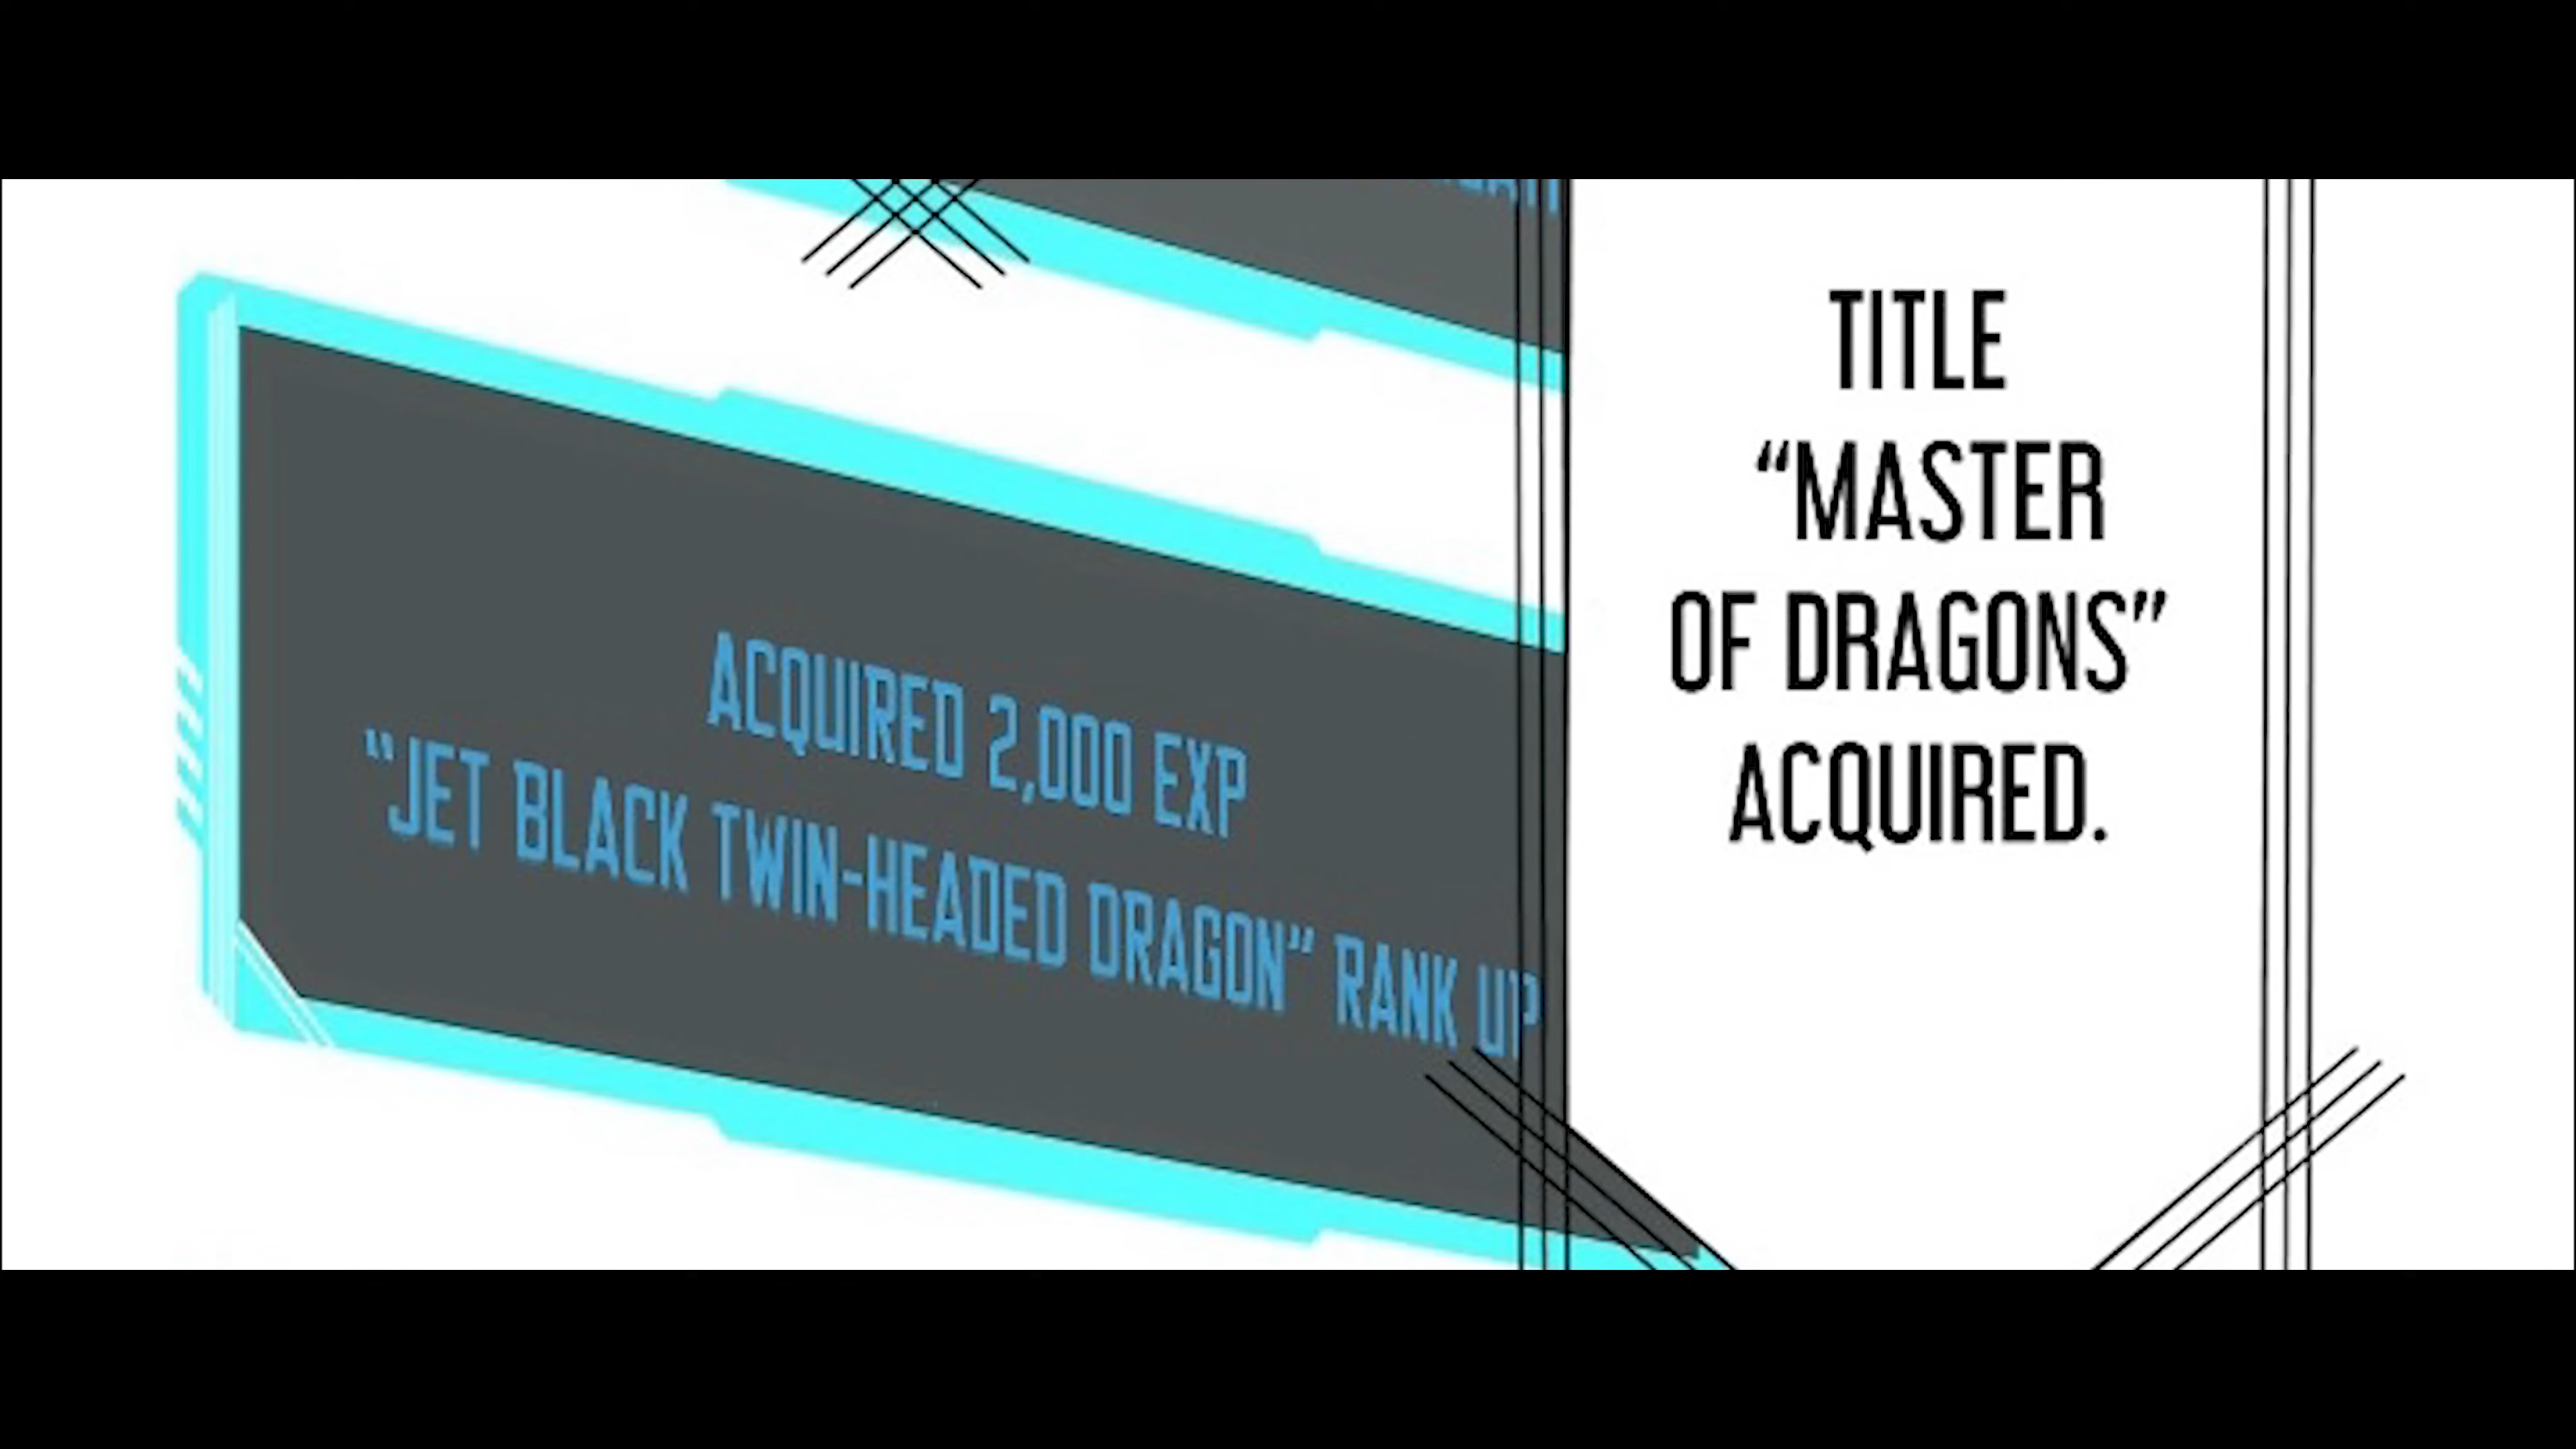 ACQUIRED 2,000 EXP
“JET BLACK TWIN-HEADED DRAGON” RANK UP
TITLE
“MASTER
OF DRAGONS”
ACQUIRED.